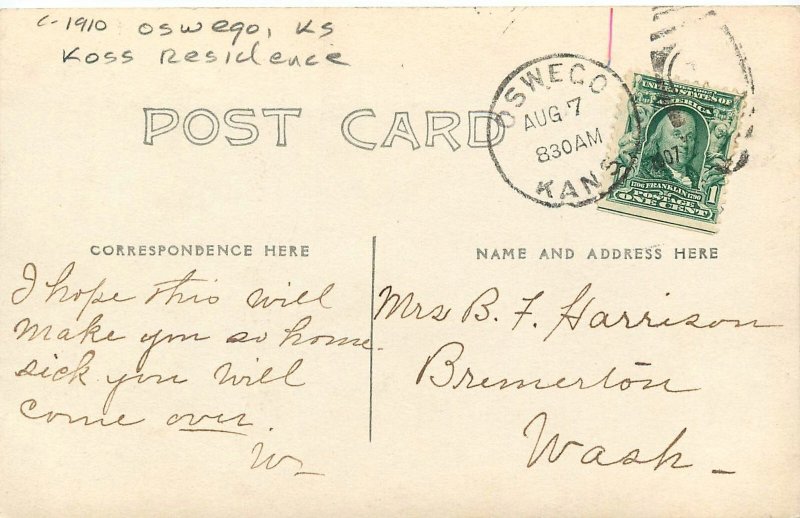 c-1910 Oswego, KS
Koss Residence
POST CARD
OSWEGO
AUG 7
830AM
KANS
1907
UNITED STATES OF
AMERICA
1706 FRANKLIN 1790
POSTAGE
ONE CENT
1
CORRESPONDENCE HERE
NAME AND ADDRESS HERE
I hope this will
make you so home
sick you will
come over.
Mrs B. F. Harrison
Bremerton
Wash